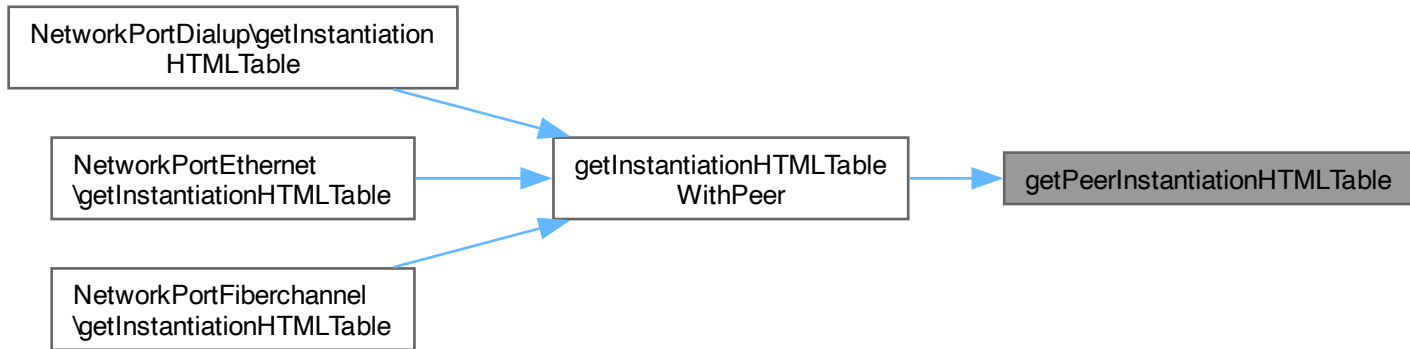 NetworkPortDialup\getInstantiation
HTMLTable
NetworkPortEthernet
\getInstantiationHTMLTable
NetworkPortFiberchannel
\getInstantiationHTMLTable
getInstantiationHTMLTable
WithPeer
getPeerInstantiationHTMLTable